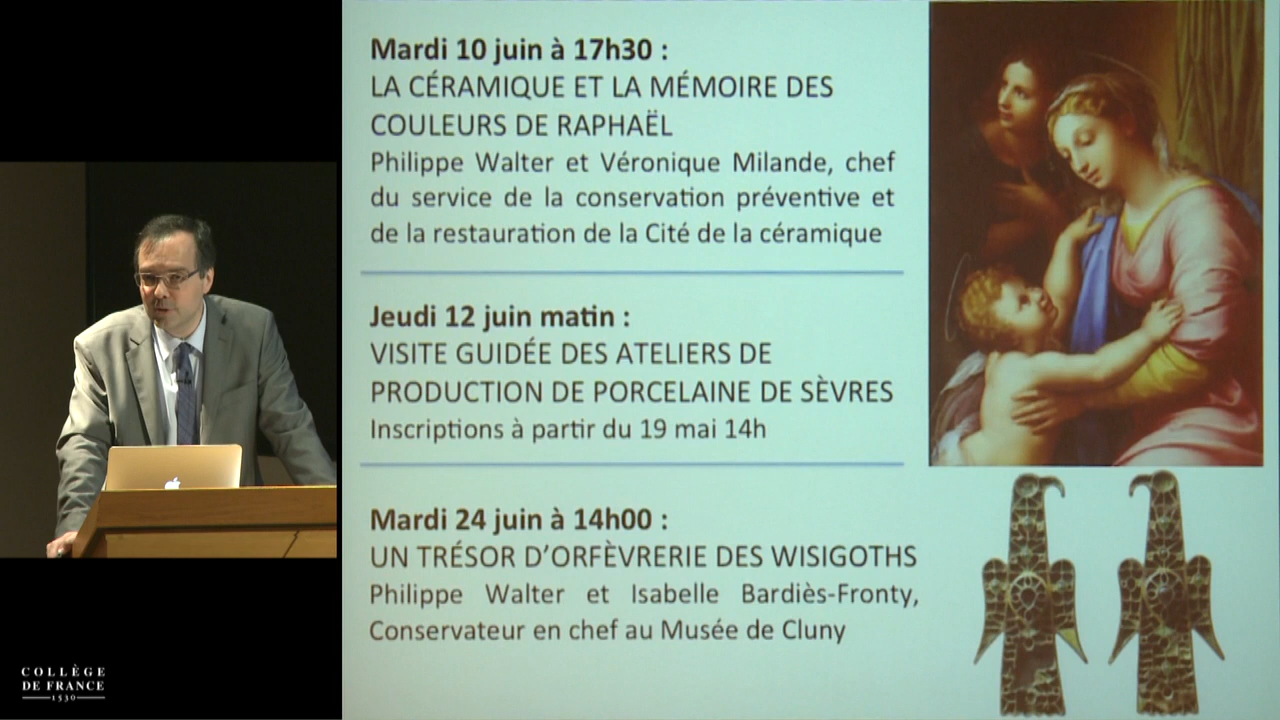 Mardi 10 juin à 17h30 :
LA CÉRAMIQUE ET LA MÉMOIRE DES
COULEURS DE RAPHAËL
Philippe Walter et Véronique Milande, chef
du service de la conservation préventive et
de la restauration de la Cité de la céramique
Jeudi 12 juin matin :
VISITE GUIDÉE DES ATELIERS DE
PRODUCTION DE PORCELAINE DE SÈVRES
Inscriptions à partir du 19 mai 14h
Mardi 24 juin à 14h00 :
UN TRÉSOR D'ORFÈVRERIE DES WISIGOTHS
Philippe Walter et Isabelle Bardiès-Fronty,
Conservateur en chef au Musée de Cluny
COLLÈGE
DE FRANCE
1530